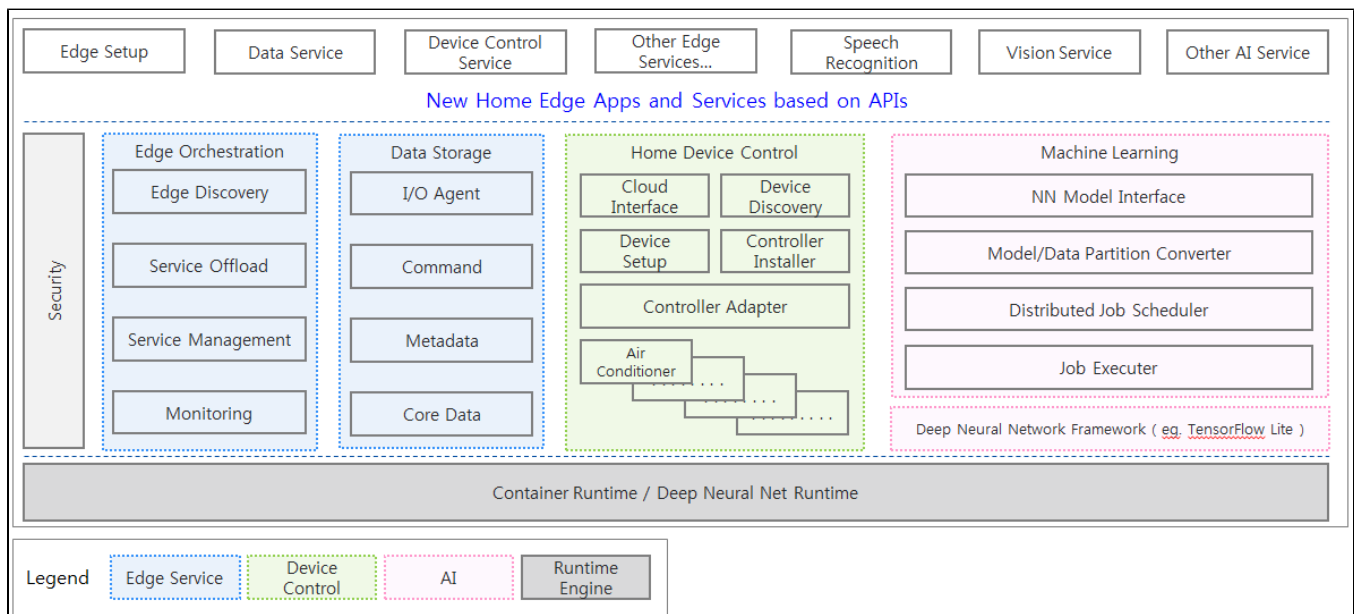 Edge Setup
Data Service
Device Control
Service
Other Edge
Services...
Speech
Recognition
Vision Service
Other AI Service
New Home Edge Apps and Services based on APIs
Security
Edge Orchestration
Edge Discovery
Service Offload
Service Management
Monitoring
Data Storage
I/O Agent
Command
Metadata
Core Data
Home Device Control
Cloud
Interface
Device
Discovery
Device
Setup
Controller
Installer
Controller Adapter
Air
Conditioner
. . . . . . . .
. . . . . . . .
. . . . . . . . .
Machine Learning
NN Model Interface
Model/Data Partition Converter
Distributed Job Scheduler
Job Executer
Deep Neural Network Framework ( eg. TensorFlow Lite )
Container Runtime / Deep Neural Net Runtime
Legend
Edge Service
Device
Control
AI
Runtime
Engine